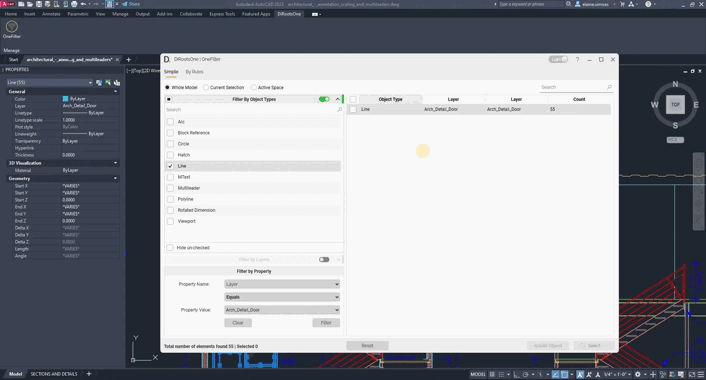 Share
Autodesk AutoCAD 2023
architectural_-_annotation_scaling_and_multileaders.dwg
Type a keyword or phrase
elaine.simoes
Home Insert Annotate Parametric View Manage Output Add-ins Collaborate Express Tools Featured Apps DiRootsOne
OneFilter
Manage
Start
architectural_-_annot...g_and_multileaders*
PROPERTIES
Line (55)
General
Color ByLayer
Layer Arch_Detail_Door
Linetype ByLayer
Linetype scale 1.0000
Plot style ByColor
Lineweight ByLayer
Transparency ByLayer
Hyperlink
Thickness 0.0000
3D Visualization
Material ByLayer
Geometry
Start X *VARIES*
Start Y *VARIES*
Start Z 0.0000
End X *VARIES*
End Y *VARIES*
End Z 0.0000
Delta X *VARIES*
Delta Y *VARIES*
Delta Z 0.0000
Length *VARIES*
Angle *VARIES*
DiRootsOne | OneFilter
Light
?
Simple By Rules
Whole Model Current Selection Active Space
Search
Filter By Object Types
Search
Arc
Block Reference
Circle
Hatch
Line
MText
Multileader
Polyline
Rotated Dimension
Viewport
Hide un-checked
Filter By Layers
Filter by Property
Property Name: Layer
Equals
Property Value: Arch_Detail_Door
Clear Filter
Object Type Layer Layer Count
Line Arch_Detail_Door Arch_Detail_Door 55
Total number of elements found 55 | Selected 0
Reset
Isolate Object
Select
N
W TOP E
S
WCS
Y
X
Model SECTIONS AND DETAILS +
MODEL
1/4" = 1'-0"